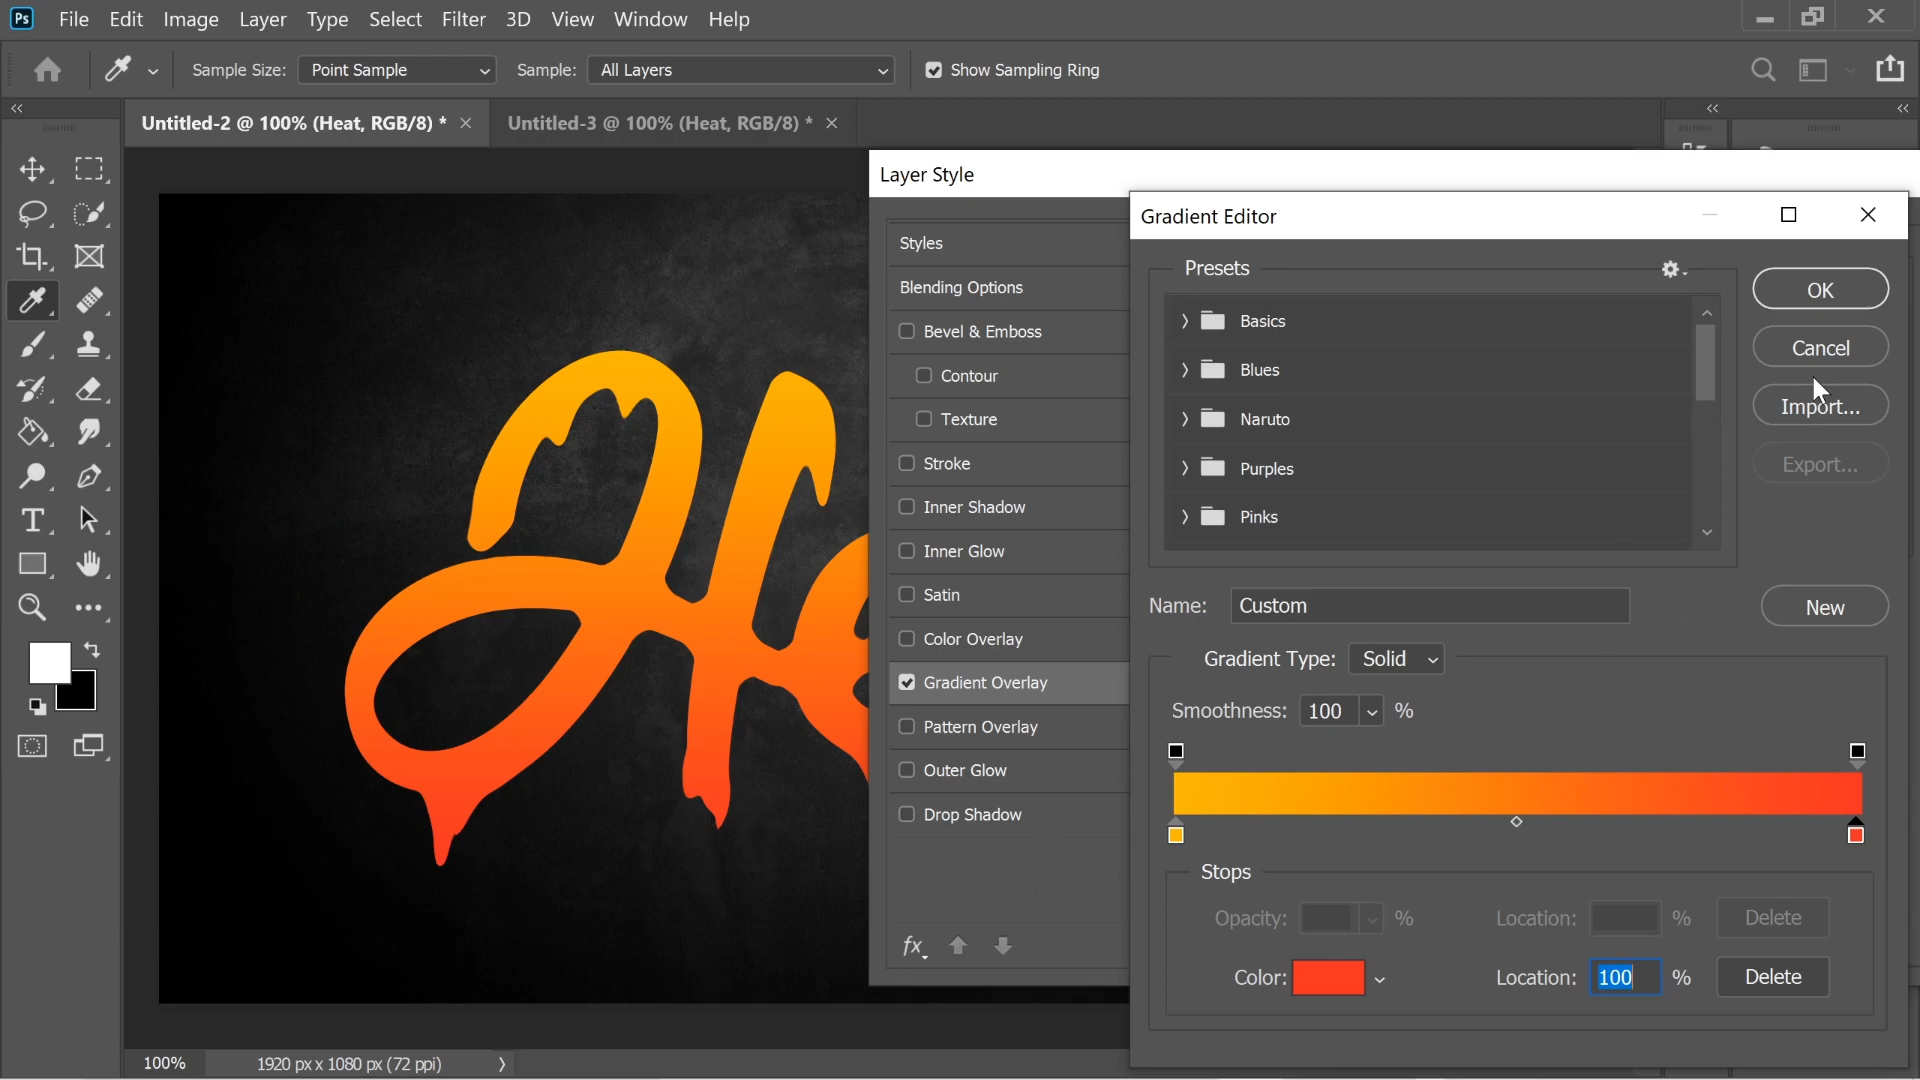 Ps File Edit Image Layer Type Select Filter 3D View Window Help
Sample Size: Point Sample Sample: All Layers Show Sampling Ring
Untitled-2 @ 100% (Heat, RGB/8) * Untitled-3 @ 100% (Heat, RGB/8) *
Layer Style
Styles
Blending Options
Bevel & Emboss
Contour
Texture
Stroke
Inner Shadow
Inner Glow
Satin
Color Overlay
Gradient Overlay
Pattern Overlay
Outer Glow
Drop Shadow
fx
Gradient Editor
Presets
Basics
Blues
Naruto
Purples
Pinks
OK
Cancel
Import...
Export...
Name: Custom
New
Gradient Type: Solid
Smoothness: 100 %
Stops
Opacity: % Location: % Delete
Color: Location: 100 % Delete
100% 1920 px x 1080 px (72 ppi)